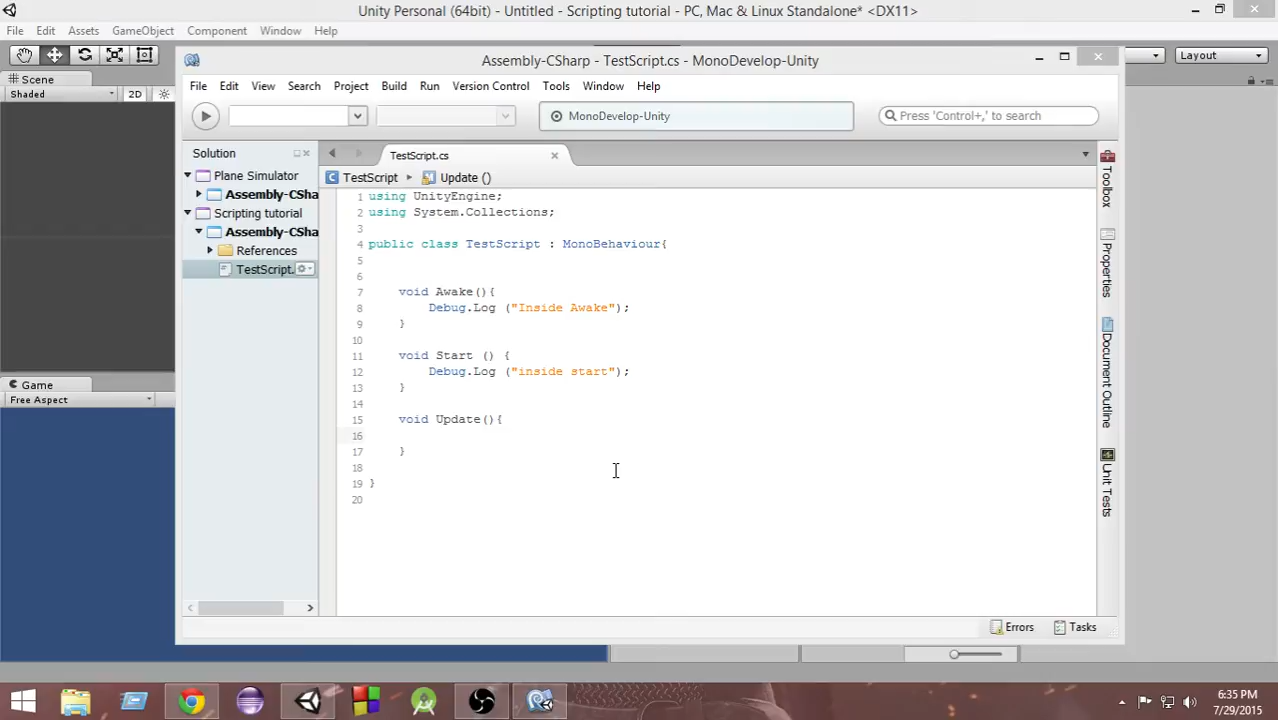 Unity Personal (64bit) - Untitled - Scripting tutorial - PC, Mac & Linux Standalone* <DX11>
File Edit Assets GameObject Component Window Help
Layout
Scene
Shaded 2D
Game
Free Aspect
Assembly-CSharp - TestScript.cs - MonoDevelop-Unity
File Edit View Search Project Build Run Version Control Tools Window Help
MonoDevelop-Unity
Press 'Control+,' to search
Solution
Plane Simulator
Assembly-CSha
Scripting tutorial
Assembly-CSha
References
TestScript.
TestScript.cs
TestScript Update ()
1 using UnityEngine;
2 using System.Collections;
3
4 public class TestScript : MonoBehaviour{
5
6
7 void Awake(){
8 Debug.Log ("Inside Awake");
9 }
10
11 void Start () {
12 Debug.Log ("inside start");
13 }
14
15 void Update(){
16
17 }
18
19 }
20
Toolbox
Properties
Document Outline
Unit Tests
Errors Tasks
6:35 PM
7/29/2015